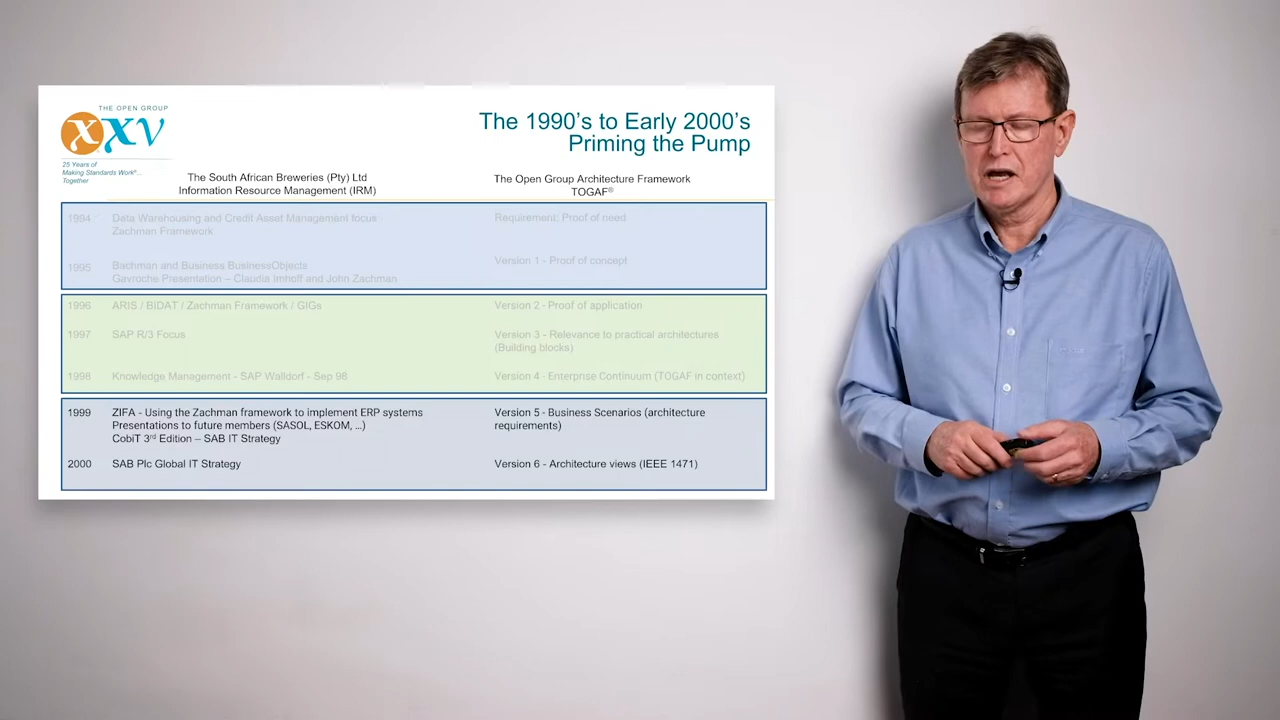 THE OPEN GROUP
XXV
25 Years of
Making Standards Work®...
Together
The 1990’s to Early 2000’s
Priming the Pump
The South African Breweries (Pty) Ltd
Information Resource Management (IRM)
The Open Group Architecture Framework
TOGAF®
1994 Data Warehousing and Credit Asset Management focus Requirement: Proof of need
Zachman Framework
1995 Bachman and Business BusinessObjects Version 1 - Proof of concept
Gavroche Presentation – Claudia Imhoff and John Zachman
1996 ARIS / BIDAT / Zachman Framework / GIGs Version 2 - Proof of application
1997 SAP R/3 Focus Version 3 - Relevance to practical architectures
(Building blocks)
1998 Knowledge Management - SAP Walldorf - Sep 98 Version 4 - Enterprise Continuum (TOGAF in context)
1999 ZIFA - Using the Zachman framework to implement ERP systems Version 5 - Business Scenarios (architecture
Presentations to future members (SASOL, ESKOM, ...) requirements)
CobiT 3rd Edition – SAB IT Strategy
2000 SAB Plc Global IT Strategy Version 6 - Architecture views (IEEE 1471)